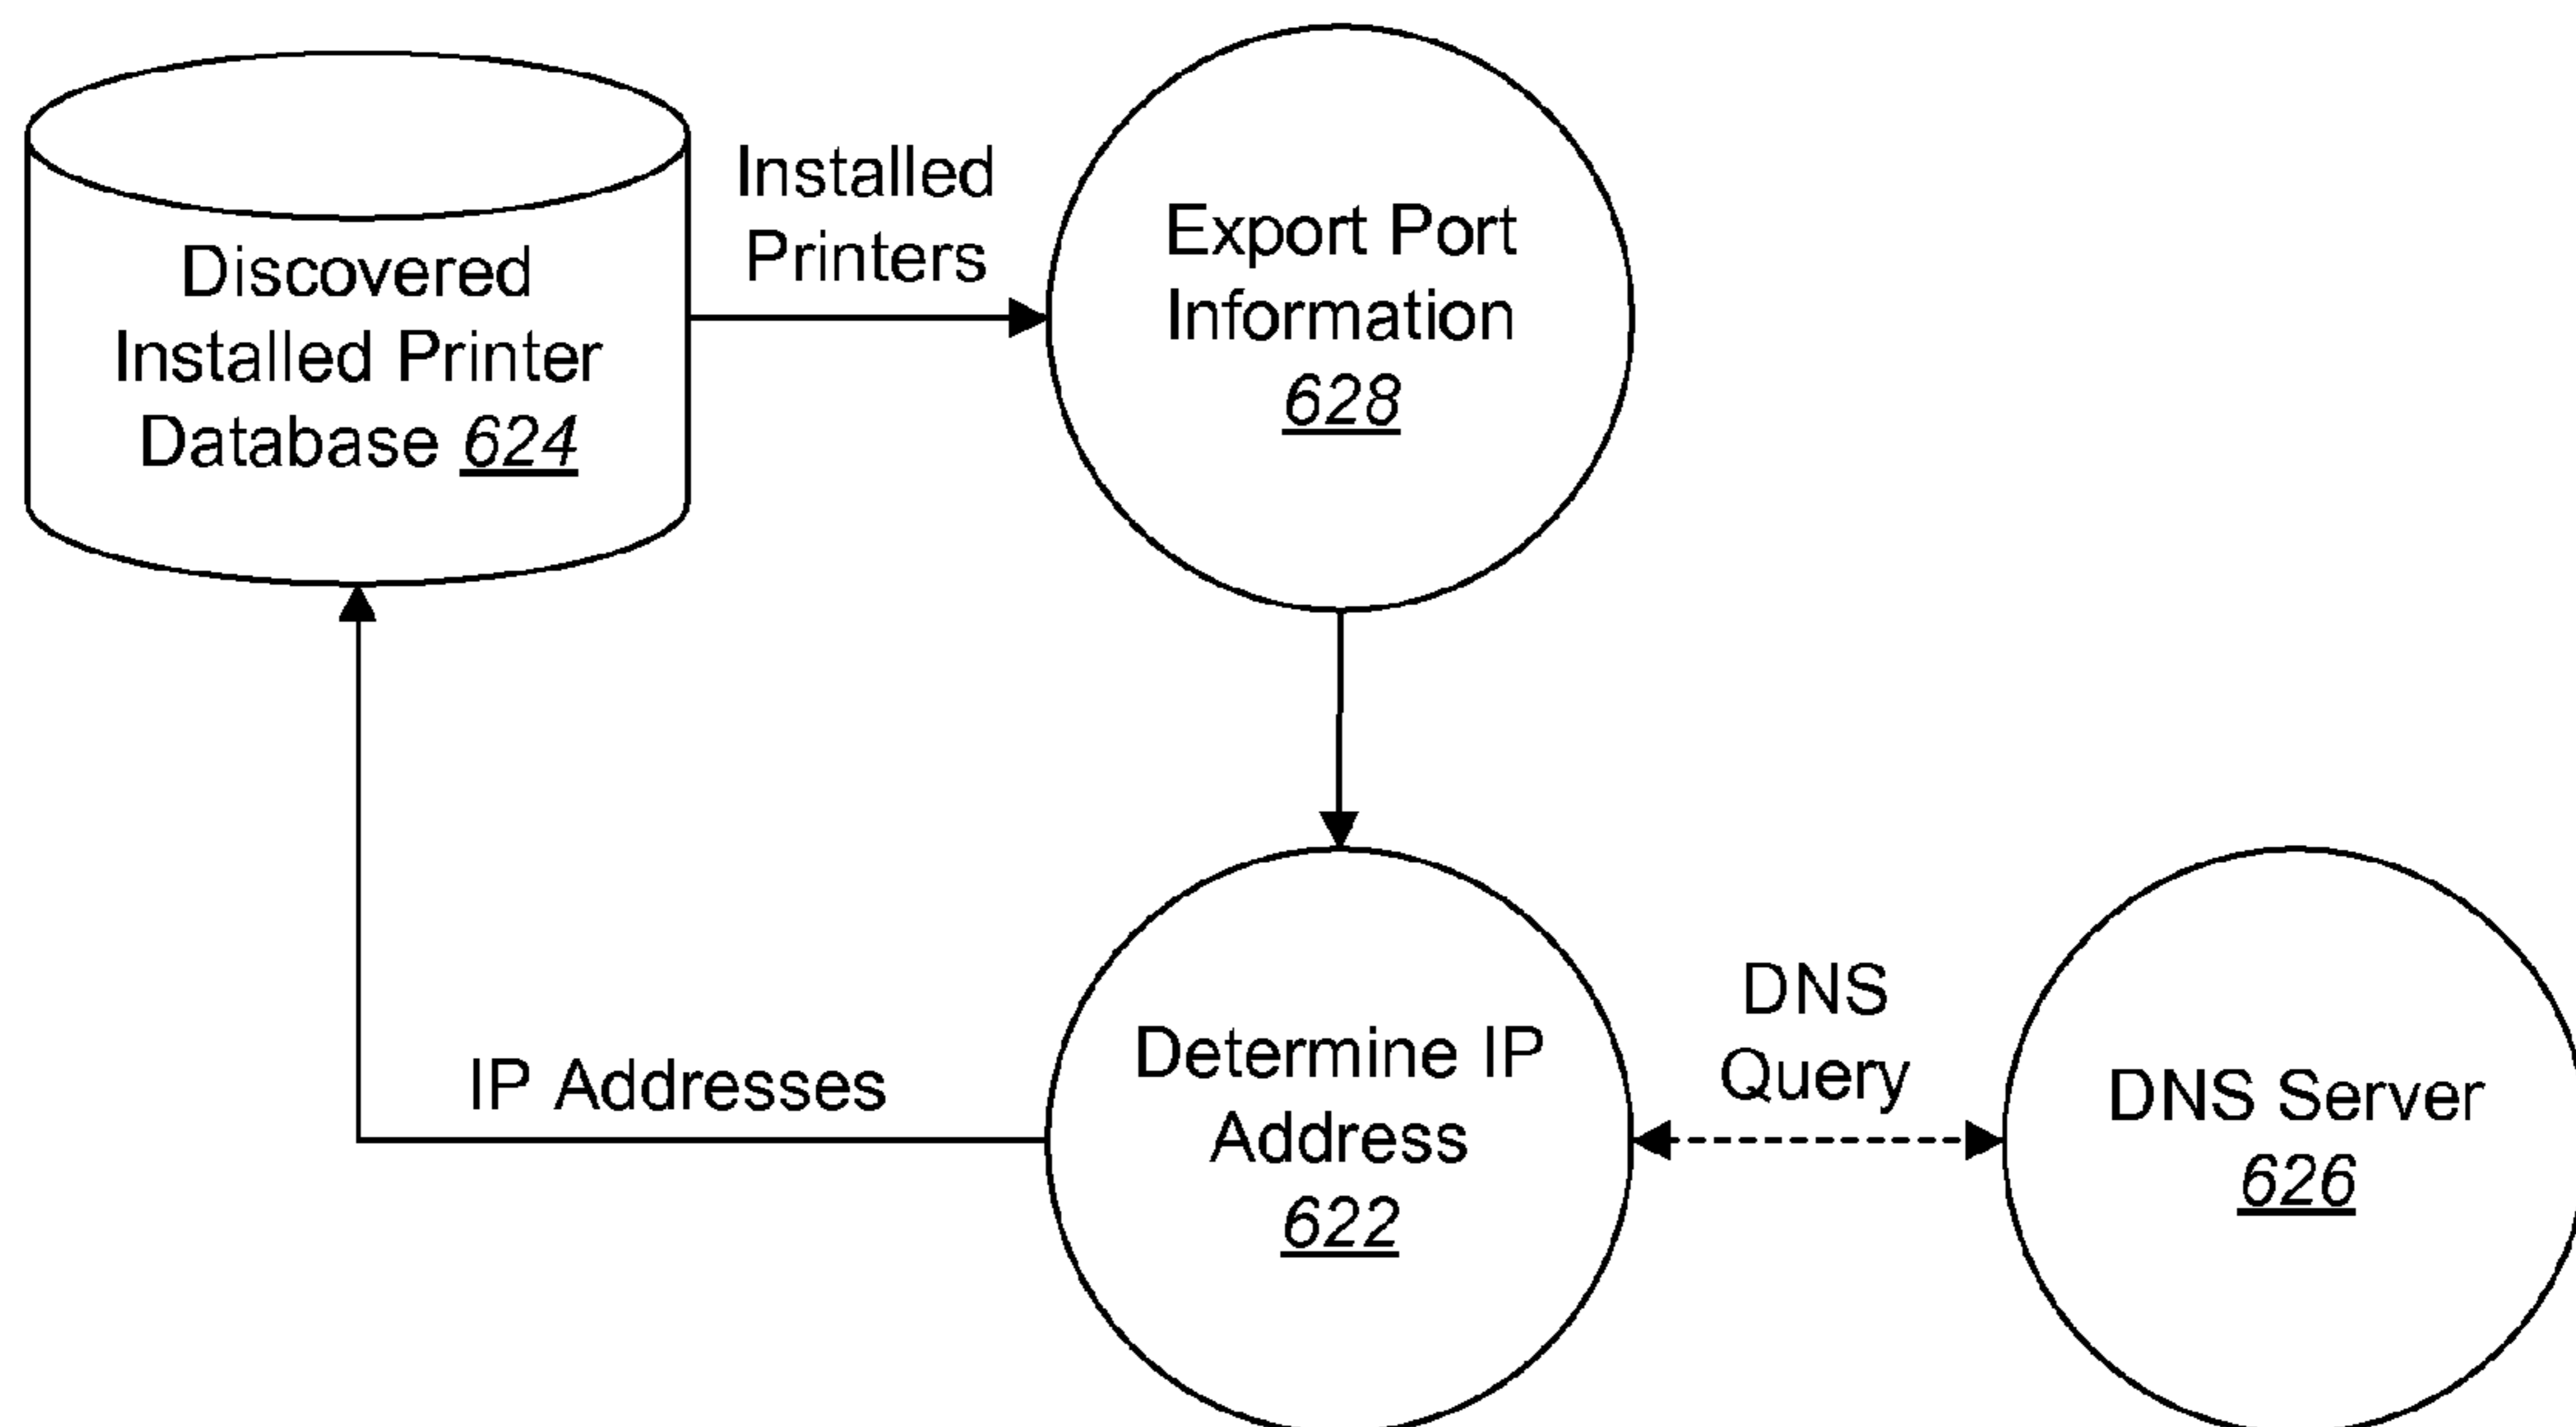 Discovered
Installed Printer
Database 624
Installed
Printers
Export Port
Information
628
IP Addresses
Determine IP
Address
622
DNS
Query
DNS Server
626